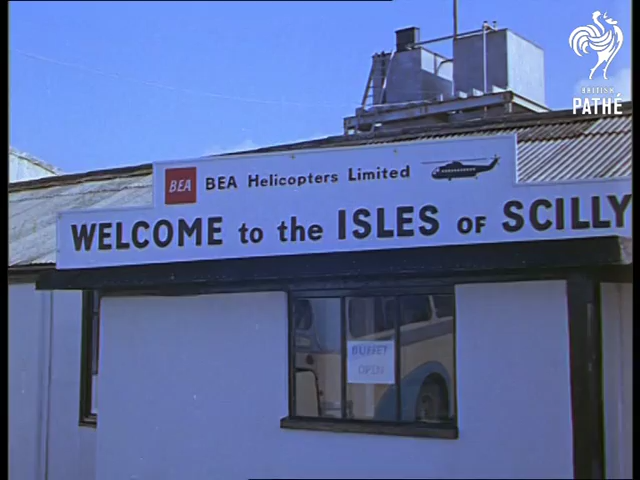 BRITISH
PATHÉ
BEA BEA Helicopters Limited
WELCOME to the ISLES OF SCILLY
BUFFET
OPEN